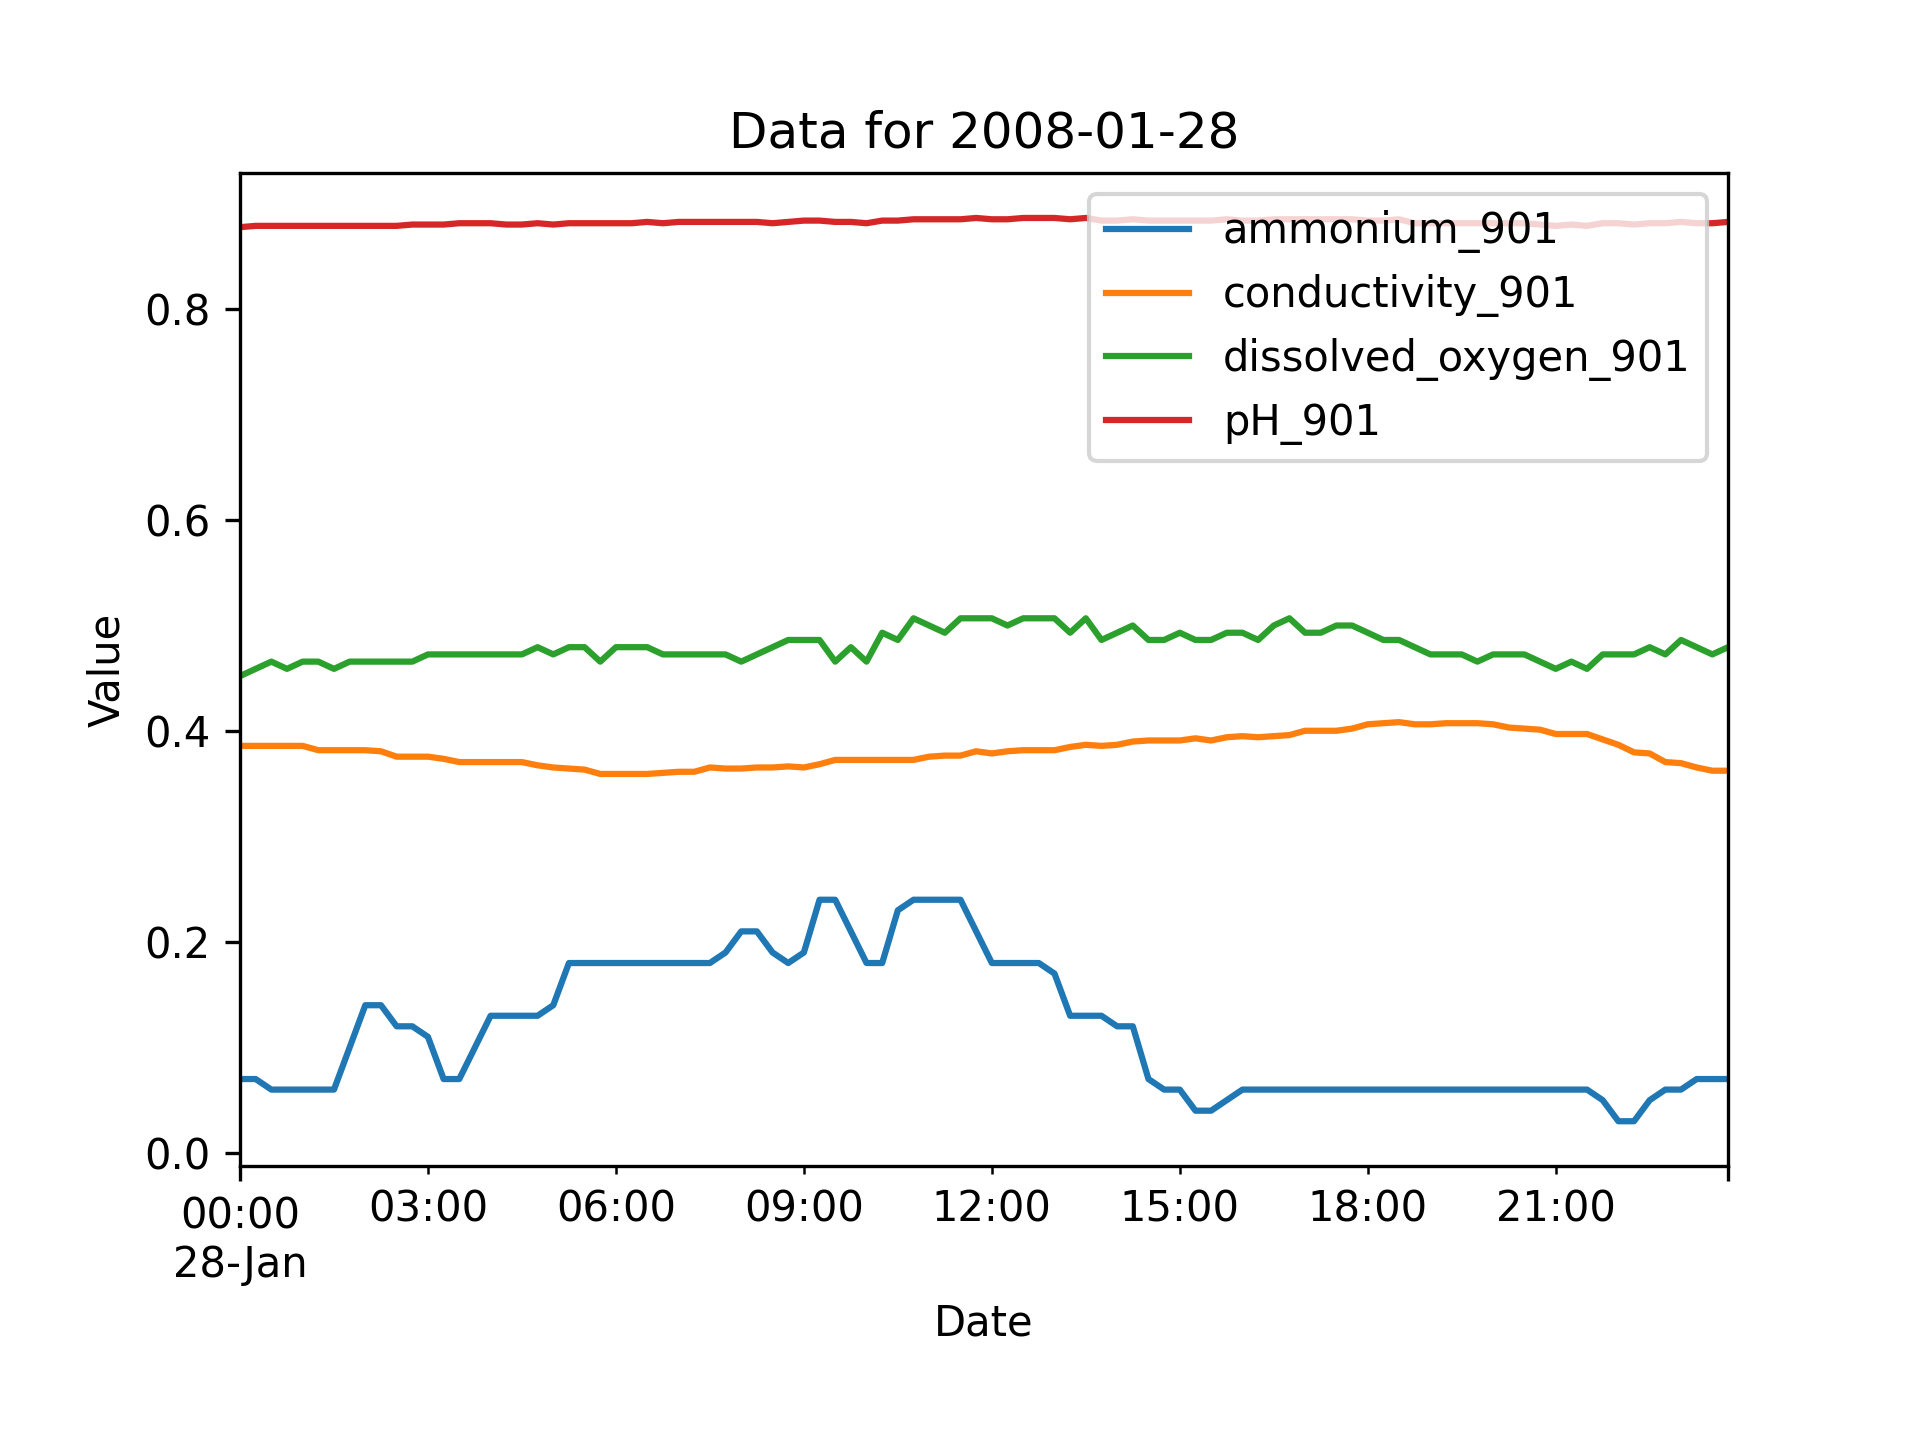 Data for 2008-01-28
ammonium_901
conductivity_901
dissolved_oxygen_901
pH_901
Value
0.8
0.6
0.4
0.2
0.0
00:00 03:00 06:00 09:00 12:00 15:00 18:00 21:00
28-Jan
Date